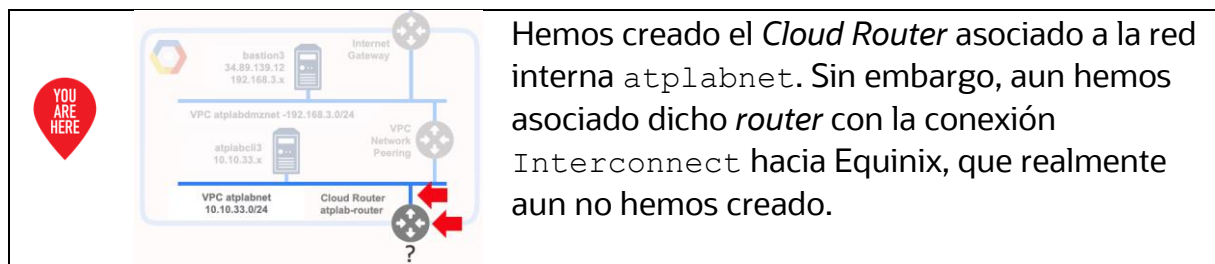 YOU
ARE
HERE
Internet
Gateway
bastion3
34.89.139.12
192.168.3.x
VPC atplabdmznet -192.168.3.0/24
VPC
Network
Peering
atplabcli3
10.10.33.x
VPC atplabnet
10.10.33.0/24
Cloud Router
atplab-router
?
Hemos creado el Cloud Router asociado a la red
interna atplabnet. Sin embargo, aun hemos
asociado dicho router con la conexión
Interconnect hacia Equinix, que realmente
aun no hemos creado.